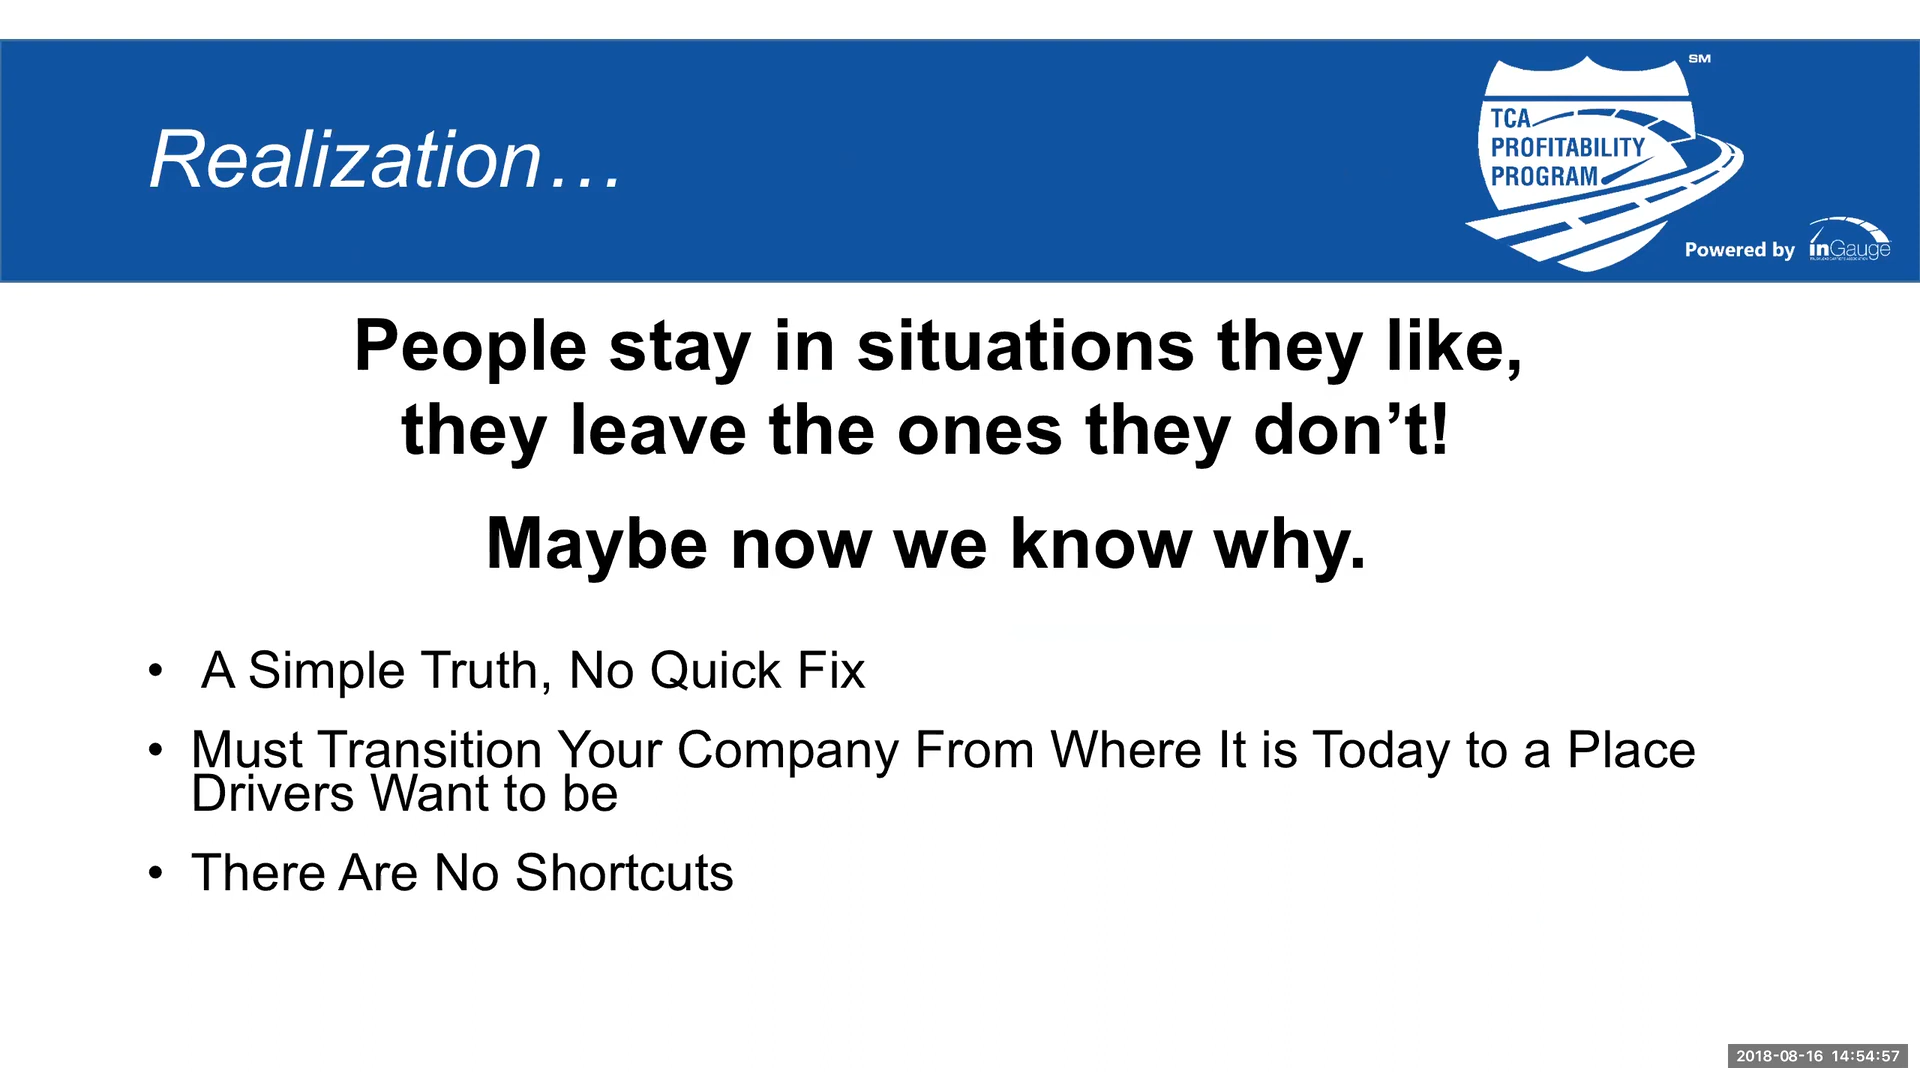 Realization…
SM
TCA
PROFITABILITY
PROGRAM
Powered by inGauge
People stay in situations they like,
they leave the ones they don’t!
Maybe now we know why.
• A Simple Truth, No Quick Fix
• Must Transition Your Company From Where It is Today to a Place
Drivers Want to be
• There Are No Shortcuts
2018-08-16 14:54:57